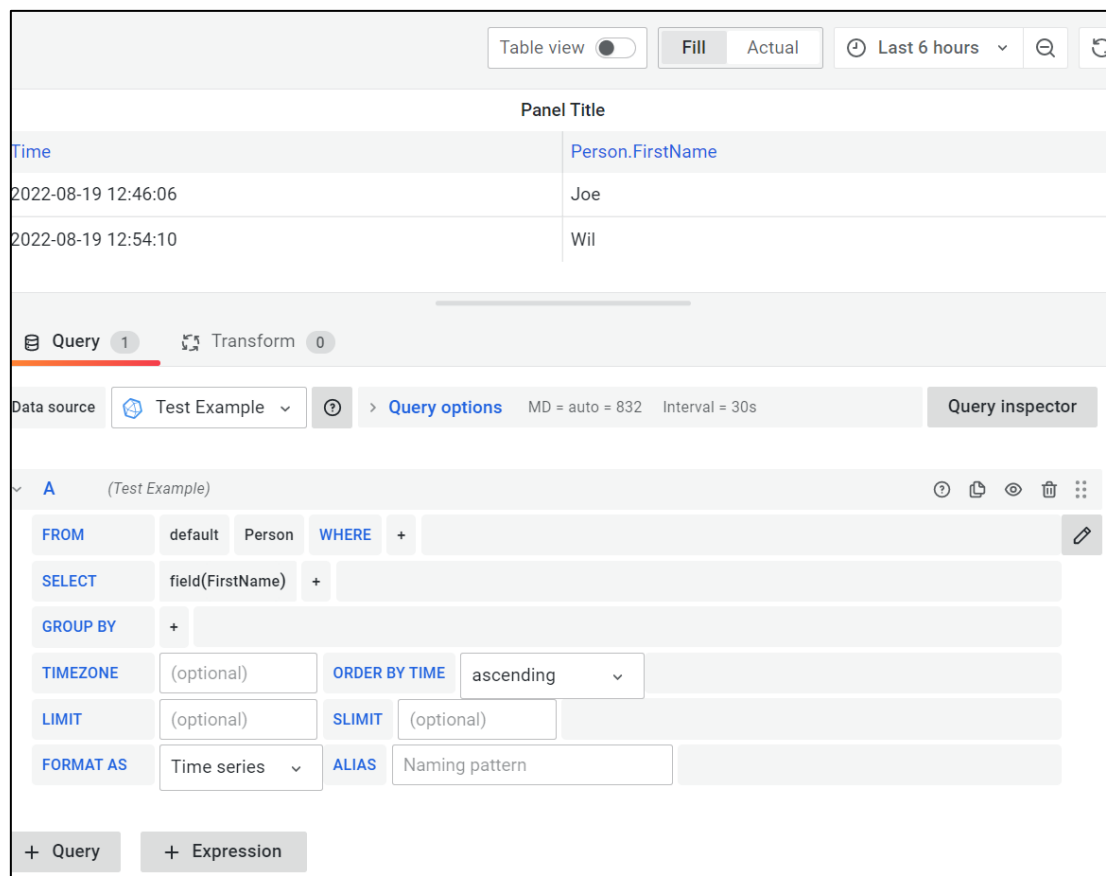 Table view Fill Actual Last 6 hours
Panel Title
Time Person.FirstName
2022-08-19 12:46:06 Joe
2022-08-19 12:54:10 Wil
Query 1 Transform 0
Data source Test Example Query options MD = auto = 832 Interval = 30s Query inspector
A (Test Example)
FROM default Person WHERE +
SELECT field(FirstName) +
GROUP BY +
TIMEZONE (optional) ORDER BY TIME ascending
LIMIT (optional) SLIMIT (optional)
FORMAT AS Time series ALIAS Naming pattern
+ Query + Expression